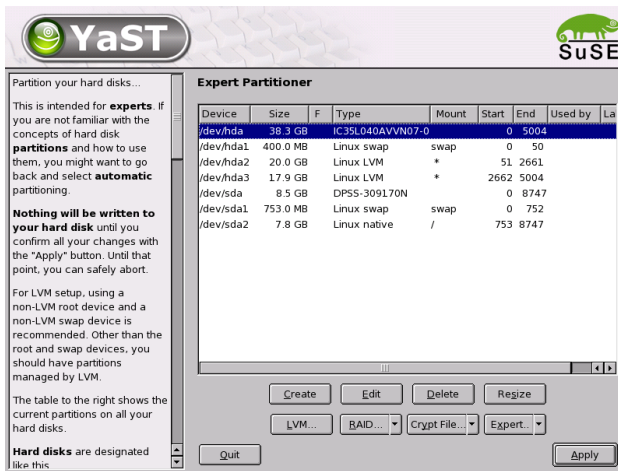 YaST
SuSE
Partition your hard disks...
This is intended for experts. If
you are not familiar with the
concepts of hard disk
partitions and how to use
them, you might want to go
back and select automatic
partitioning.
Nothing will be written to
your hard disk until you
confirm all your changes with
the "Apply" button. Until that
point, you can safely abort.
For LVM setup, using a
non-LVM root device and a
non-LVM swap device is
recommended. Other than the
root and swap devices, you
should have partitions
managed by LVM.
The table to the right shows the
current partitions on all your
hard disks.
Hard disks are designated
like this
Expert Partitioner
Device Size F Type Mount Start End Used by La
/dev/hda 38.3 GB IC35L040AVVN07-0 0 5004
/dev/hda1 400.0 MB Linux swap swap 0 50
/dev/hda2 20.0 GB Linux LVM * 51 2661
/dev/hda3 17.9 GB Linux LVM * 2662 5004
/dev/sda 8.5 GB DPSS-309170N 0 8747
/dev/sda1 753.0 MB Linux swap swap 0 752
/dev/sda2 7.8 GB Linux native / 753 8747
Create Edit Delete Resize
LVM... RAID... Crypt File... Expert..
Quit Apply